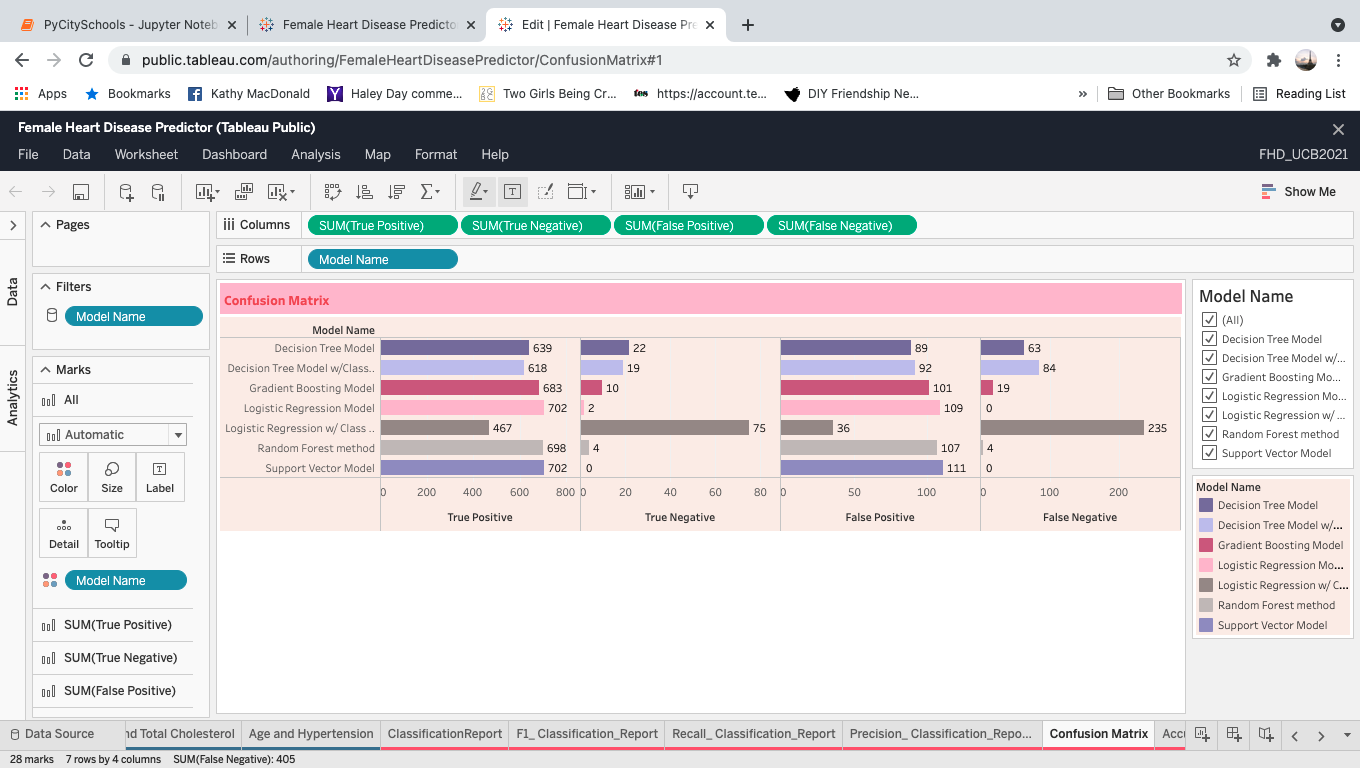 PyCitySchools - Jupyter Noteb
Female Heart Disease Predicto
Edit | Female Heart Disease Pre
public.tableau.com/authoring/FemaleHeartDiseasePredictor/ConfusionMatrix#1
Apps
Bookmarks
Kathy MacDonald
Haley Day comme...
Two Girls Being Cr...
tes
https://account.te...
DIY Friendship Ne...
»
Other Bookmarks
Reading List
Female Heart Disease Predictor (Tableau Public)
File Data Worksheet Dashboard Analysis Map Format Help
FHD_UCB2021
Show Me
Pages
Columns
SUM(True Positive) SUM(True Negative) SUM(False Positive) SUM(False Negative)
Rows
Model Name
Data
Analytics
Filters
Model Name
Marks
All
Automatic
Color Size Label
Detail Tooltip
Model Name
SUM(True Positive)
SUM(True Negative)
SUM(False Positive)
Confusion Matrix
Model Name
Decision Tree Model 639 22 89 63
Decision Tree Model w/Class.. 618 19 92 84
Gradient Boosting Model 683 10 101 19
Logistic Regression Model 702 2 109 0
Logistic Regression w/ Class .. 467 75 36 235
Random Forest method 698 4 107 4
Support Vector Model 702 0 111 0
0 200 400 600 800 0 20 40 60 80 0 50 100 0 100 200
True Positive True Negative False Positive False Negative
Model Name
(All)
Decision Tree Model
Decision Tree Model w/...
Gradient Boosting Mo...
Logistic Regression Mo...
Logistic Regression w/ ...
Random Forest method
Support Vector Model
Model Name
Decision Tree Model
Decision Tree Model w/...
Gradient Boosting Model
Logistic Regression Mo...
Logistic Regression w/ C...
Random Forest method
Support Vector Model
Data Source
nd Total Cholesterol
Age and Hypertension
ClassificationReport
F1_ Classification_Report
Recall_ Classification_Report
Precision_ Classification_Repo...
Confusion Matrix
Accu
28 marks 7 rows by 4 columns SUM(False Negative): 405